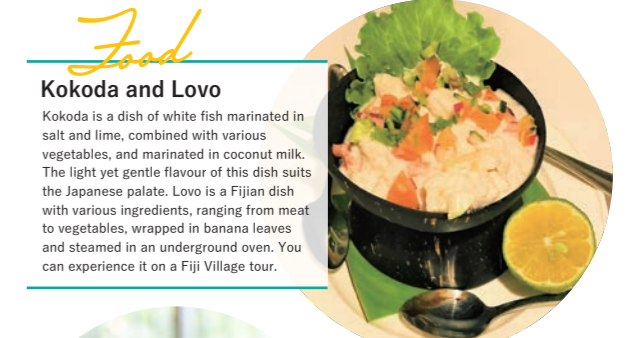 Food
Kokoda and Lovo
Kokoda is a dish of white fish marinated in
salt and lime, combined with various
vegetables, and marinated in coconut milk.
The light yet gentle flavour of this dish suits
the Japanese palate. Lovo is a Fijian dish
with various ingredients, ranging from meat
to vegetables, wrapped in banana leaves
and steamed in an underground oven. You
can experience it on a Fiji Village tour.